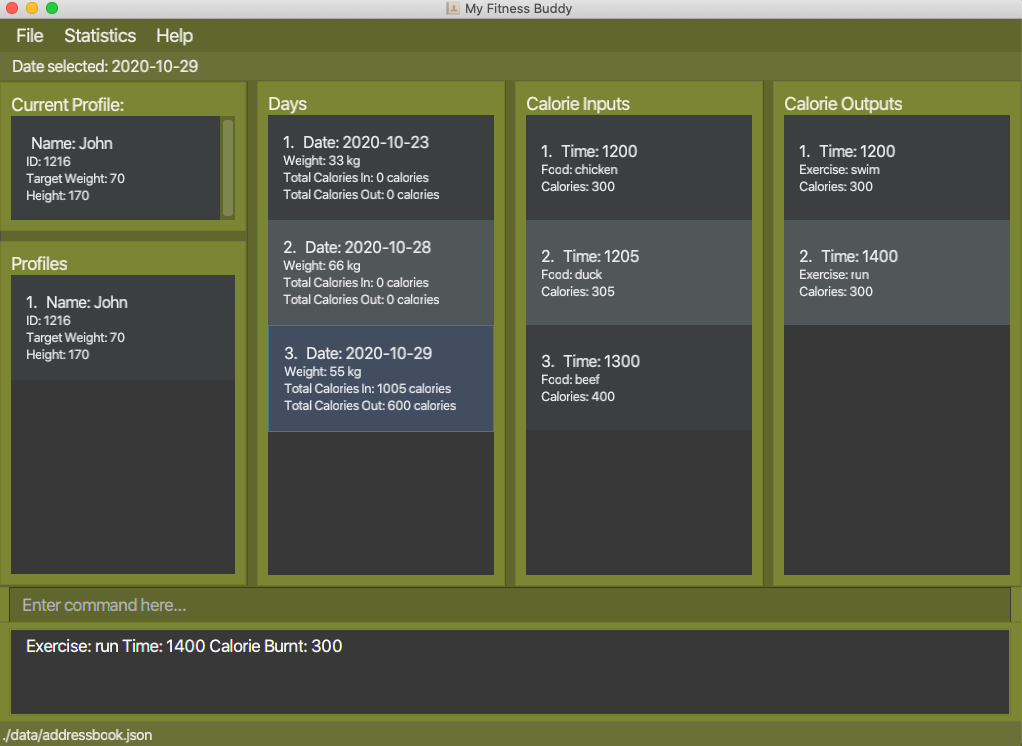 My Fitness Buddy
File Statistics Help
Date selected: 2020-10-29
Current Profile:
Name: John
ID: 1216
Target Weight: 70
Height: 170
Profiles
1. Name: John
ID: 1216
Target Weight: 70
Height: 170
Days
1. Date: 2020-10-23
Weight: 33 kg
Total Calories In: 0 calories
Total Calories Out: 0 calories
2. Date: 2020-10-28
Weight: 66 kg
Total Calories In: 0 calories
Total Calories Out: 0 calories
3. Date: 2020-10-29
Weight: 55 kg
Total Calories In: 1005 calories
Total Calories Out: 600 calories
Calorie Inputs
1. Time: 1200
Food: chicken
Calories: 300
2. Time: 1205
Food: duck
Calories: 305
3. Time: 1300
Food: beef
Calories: 400
Calorie Outputs
1. Time: 1200
Exercise: swim
Calories: 300
2. Time: 1400
Exercise: run
Calories: 300
Enter command here...
Exercise: run Time: 1400 Calorie Burnt: 300
./data/addressbook.json